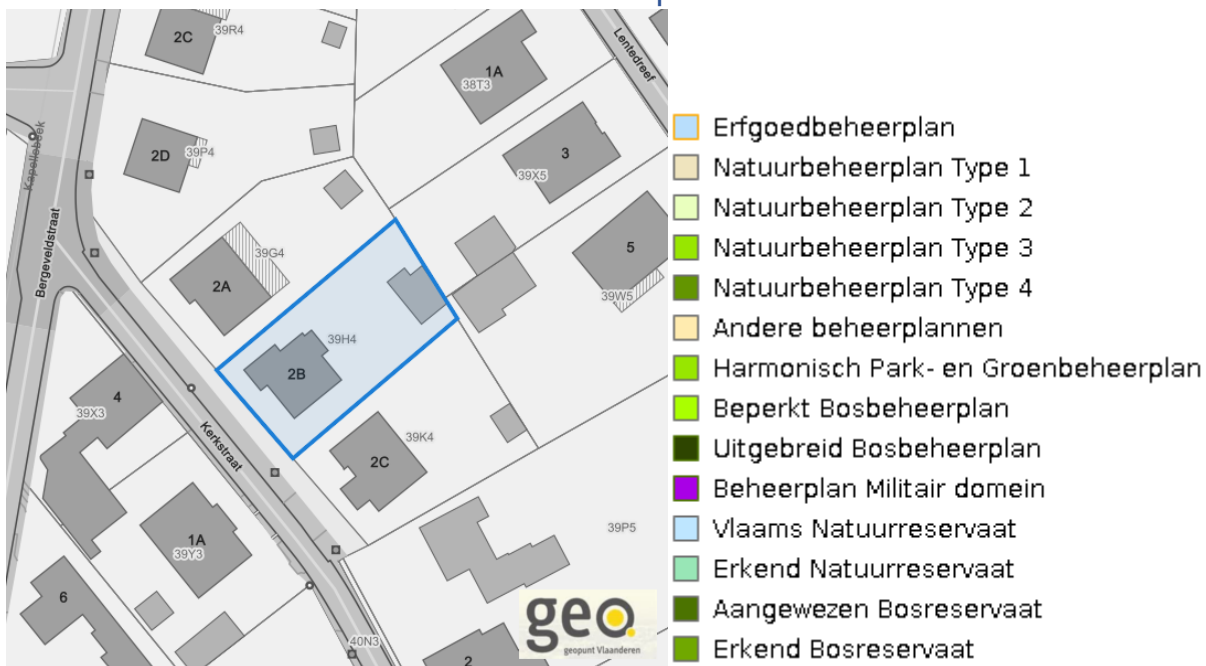 2C
39R4
Lentedreef
1A
38T3
Kapellebeek
2D
39P4
3
39X5
Bergeveldstraat
39G4
2A
5
39W5
39H4
2B
4
39X3
Kerkstraat
39K4
2C
1A
39Y3
39P5
6
40N3
2
geo.
geopunt Vlaanderen
Erfgoedbeheerplan
Natuurbeheerplan Type 1
Natuurbeheerplan Type 2
Natuurbeheerplan Type 3
Natuurbeheerplan Type 4
Andere beheerplannen
Harmonisch Park- en Groenbeheerplan
Beperkt Bosbeheerplan
Uitgebreid Bosbeheerplan
Beheerplan Militair domein
Vlaams Natuurreservaat
Erkend Natuurreservaat
Aangewezen Bosreservaat
Erkend Bosreservaat